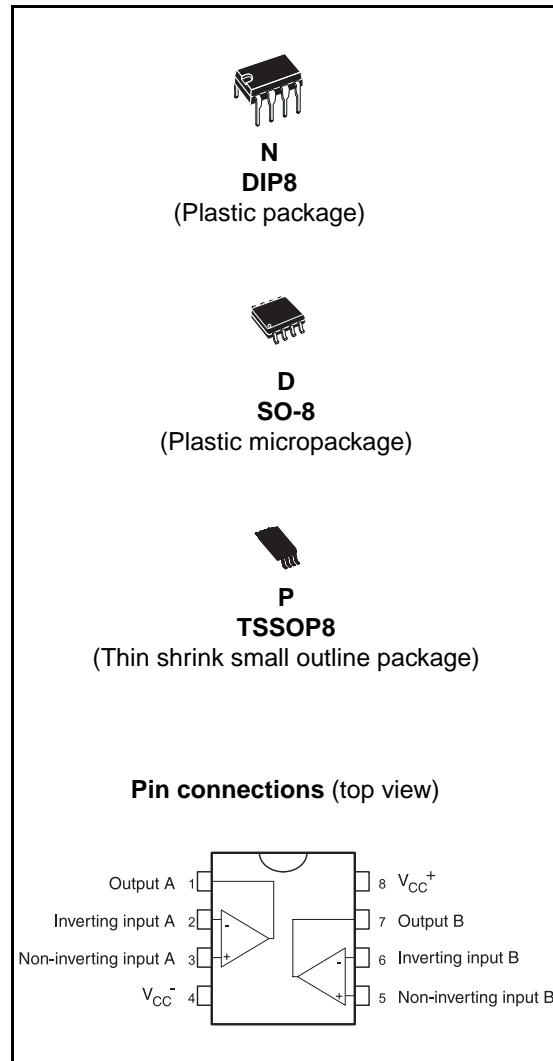 N
DIP8
(Plastic package)
D
SO-8
(Plastic micropackage)
P
TSSOP8
(Thin shrink small outline package)
Pin connections (top view)
Output A 1
8 VCC+
Inverting input A 2
-
7 Output B
Non-inverting input A 3
+
-
6 Inverting input B
VCC- 4
+
5 Non-inverting input B